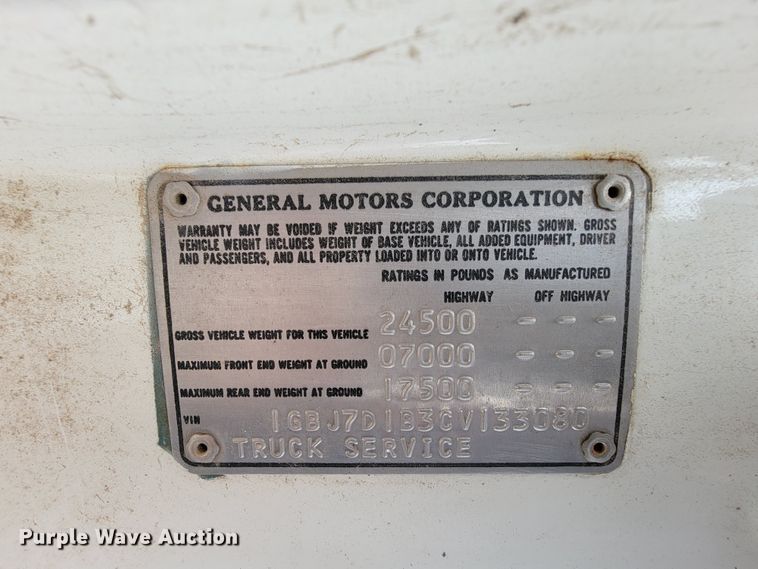 GENERAL MOTORS CORPORATION
WARRANTY MAY BE VOIDED IF WEIGHT EXCEEDS ANY OF RATINGS SHOWN. GROSS
VEHICLE WEIGHT INCLUDES WEIGHT OF BASE VEHICLE, ALL ADDED EQUIPMENT, DRIVER
AND PASSENGERS, AND ALL PROPERTY LOADED INTO OR ONTO VEHICLE.
RATINGS IN POUNDS AS MANUFACTURED
HIGHWAY OFF HIGHWAY
GROSS VEHICLE WEIGHT FOR THIS VEHICLE 24500 - - -
MAXIMUM FRONT END WEIGHT AT GROUND 07000 - - -
MAXIMUM REAR END WEIGHT AT GROUND 17500 - - -
VIN 1GBJ7D1B3CV133080
TRUCK SERVICE
Purple Wave Auction